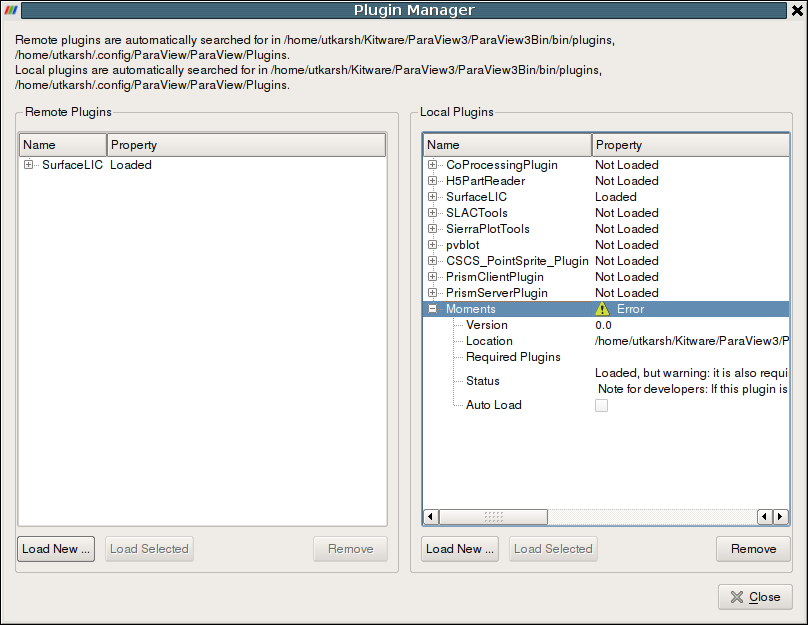 Plugin Manager
Remote plugins are automatically searched for in /home/utkarsh/Kitware/ParaView3/ParaView3Bin/bin/plugins,
/home/utkarsh/.config/ParaView/ParaView/Plugins.
Local plugins are automatically searched for in /home/utkarsh/Kitware/ParaView3/ParaView3Bin/bin/plugins,
/home/utkarsh/.config/ParaView/ParaView/Plugins.
Remote Plugins
Name Property
SurfaceLIC Loaded
Load New ... Load Selected Remove
Local Plugins
Name Property
CoProcessingPlugin Not Loaded
H5PartReader Not Loaded
SurfaceLIC Loaded
SLACTools Not Loaded
SierraPlotTools Not Loaded
pvblot Not Loaded
CSCS_PointSprite_Plugin Not Loaded
PrismClientPlugin Not Loaded
PrismServerPlugin Not Loaded
Moments Error
Version 0.0
Location /home/utkarsh/Kitware/ParaView3/P
Required Plugins
Status Loaded, but warning: it is also requi
Note for developers: If this plugin is
Auto Load
Load New ... Load Selected Remove
Close